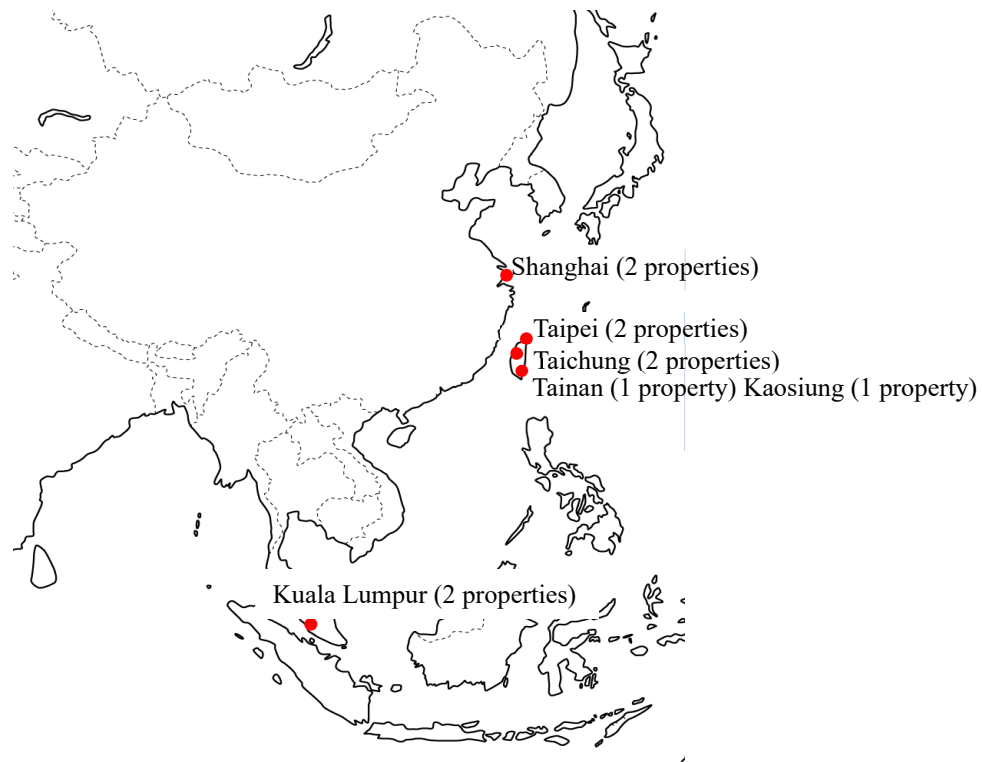 Shanghai (2 properties)
Taipei (2 properties)
Taichung (2 properties)
Tainan (1 property) Kaosiung (1 property)
Kuala Lumpur (2 properties)